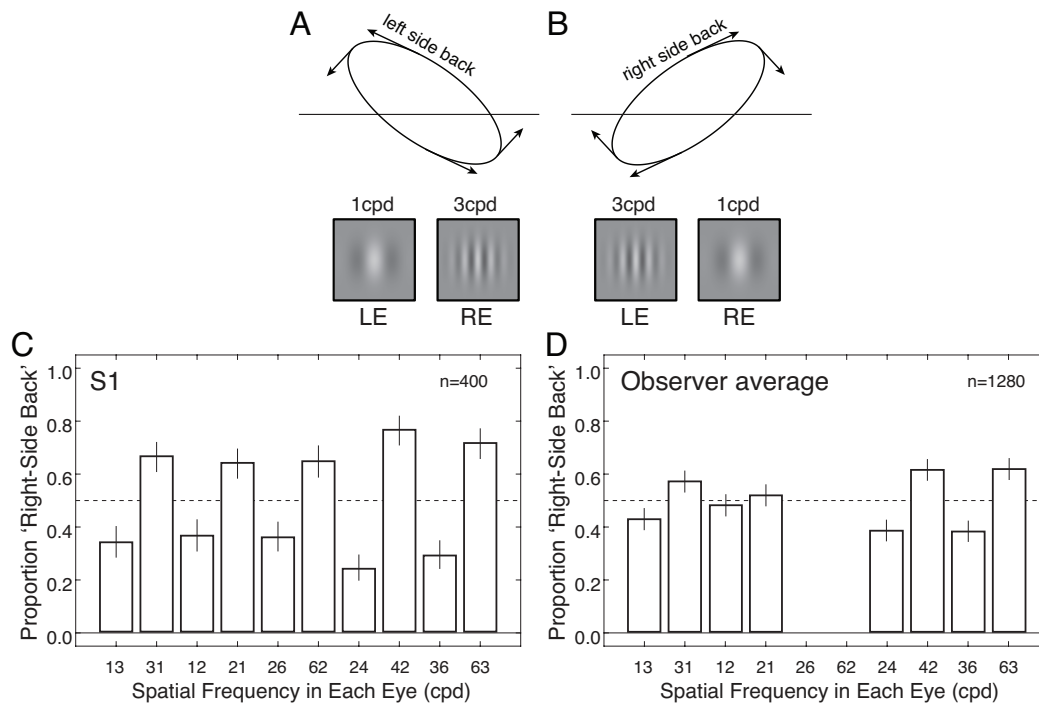 A
left side back
B
right side back
1cpd 3cpd
LE RE
3cpd 1cpd
LE RE
C
S1
n=400
Proportion ‘Right-Side Back’
1.0
0.8
0.6
0.4
0.2
0.0
13 31 12 21 26 62 24 42 36 63
Spatial Frequency in Each Eye (cpd)
D
Observer average
n=1280
Proportion ‘Right-Side Back’
1.0
0.8
0.6
0.4
0.2
0.0
13 31 12 21 26 62 24 42 36 63
Spatial Frequency in Each Eye (cpd)